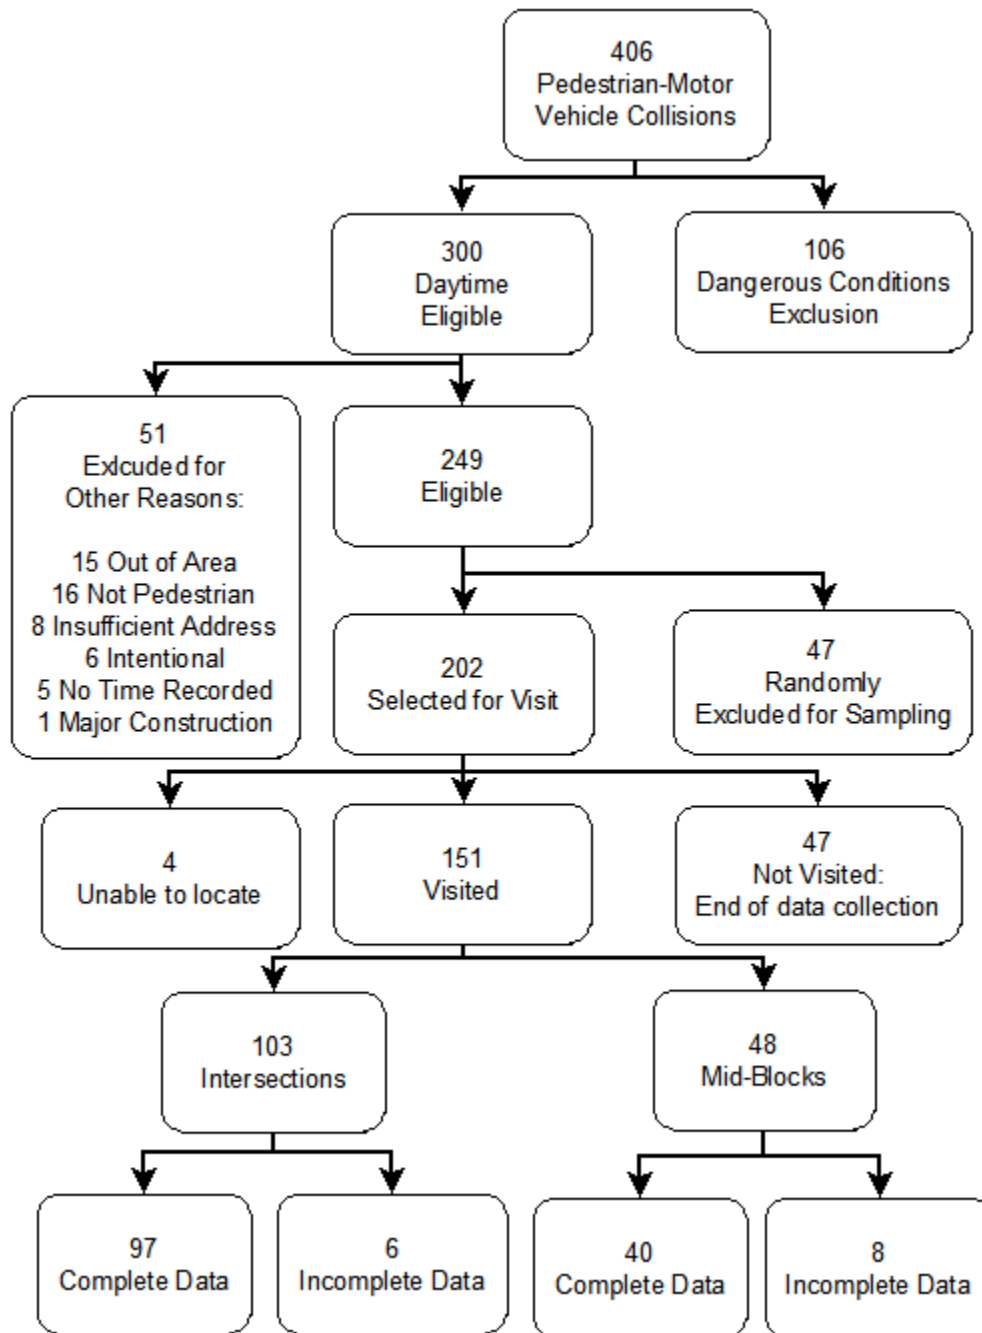 406
Pedestrian-Motor
Vehicle Collisions
300
Daytime
Eligible
106
Dangerous Conditions
Exclusion
51
Exlcuded for
Other Reasons:
15 Out of Area
16 Not Pedestrian
8 Insufficient Address
6 Intentional
5 No Time Recorded
1 Major Construction
249
Eligible
202
Selected for Visit
47
Randomly
Excluded for Sampling
4
Unable to locate
151
Visited
47
Not Visited:
End of data collection
103
Intersections
48
Mid-Blocks
97
Complete Data
6
Incomplete Data
40
Complete Data
8
Incomplete Data